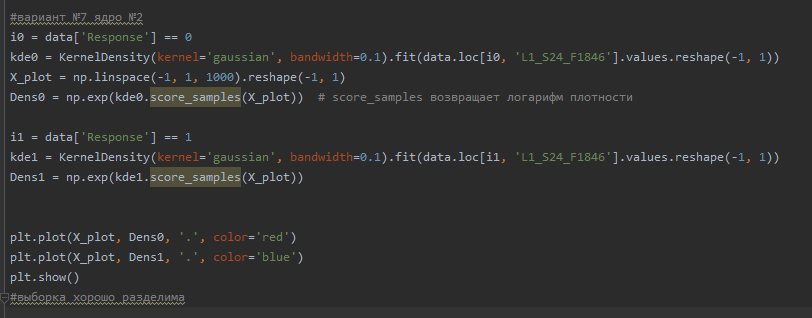 #вариант №7 ядро №2
i0 = data['Response'] == 0
kde0 = KernelDensity(kernel='gaussian', bandwidth=0.1).fit(data.loc[i0, 'L1_S24_F1846'].values.reshape(-1, 1))
X_plot = np.linspace(-1, 1, 1000).reshape(-1, 1)
Dens0 = np.exp(kde0.score_samples(X_plot))  # score_samples возвращает логарифм плотности
i1 = data['Response'] == 1
kde1 = KernelDensity(kernel='gaussian', bandwidth=0.1).fit(data.loc[i1, 'L1_S24_F1846'].values.reshape(-1, 1))
Dens1 = np.exp(kde1.score_samples(X_plot))
plt.plot(X_plot, Dens0, '.', color='red')
plt.plot(X_plot, Dens1, '.', color='blue')
plt.show()
#выборка хорошо разделима